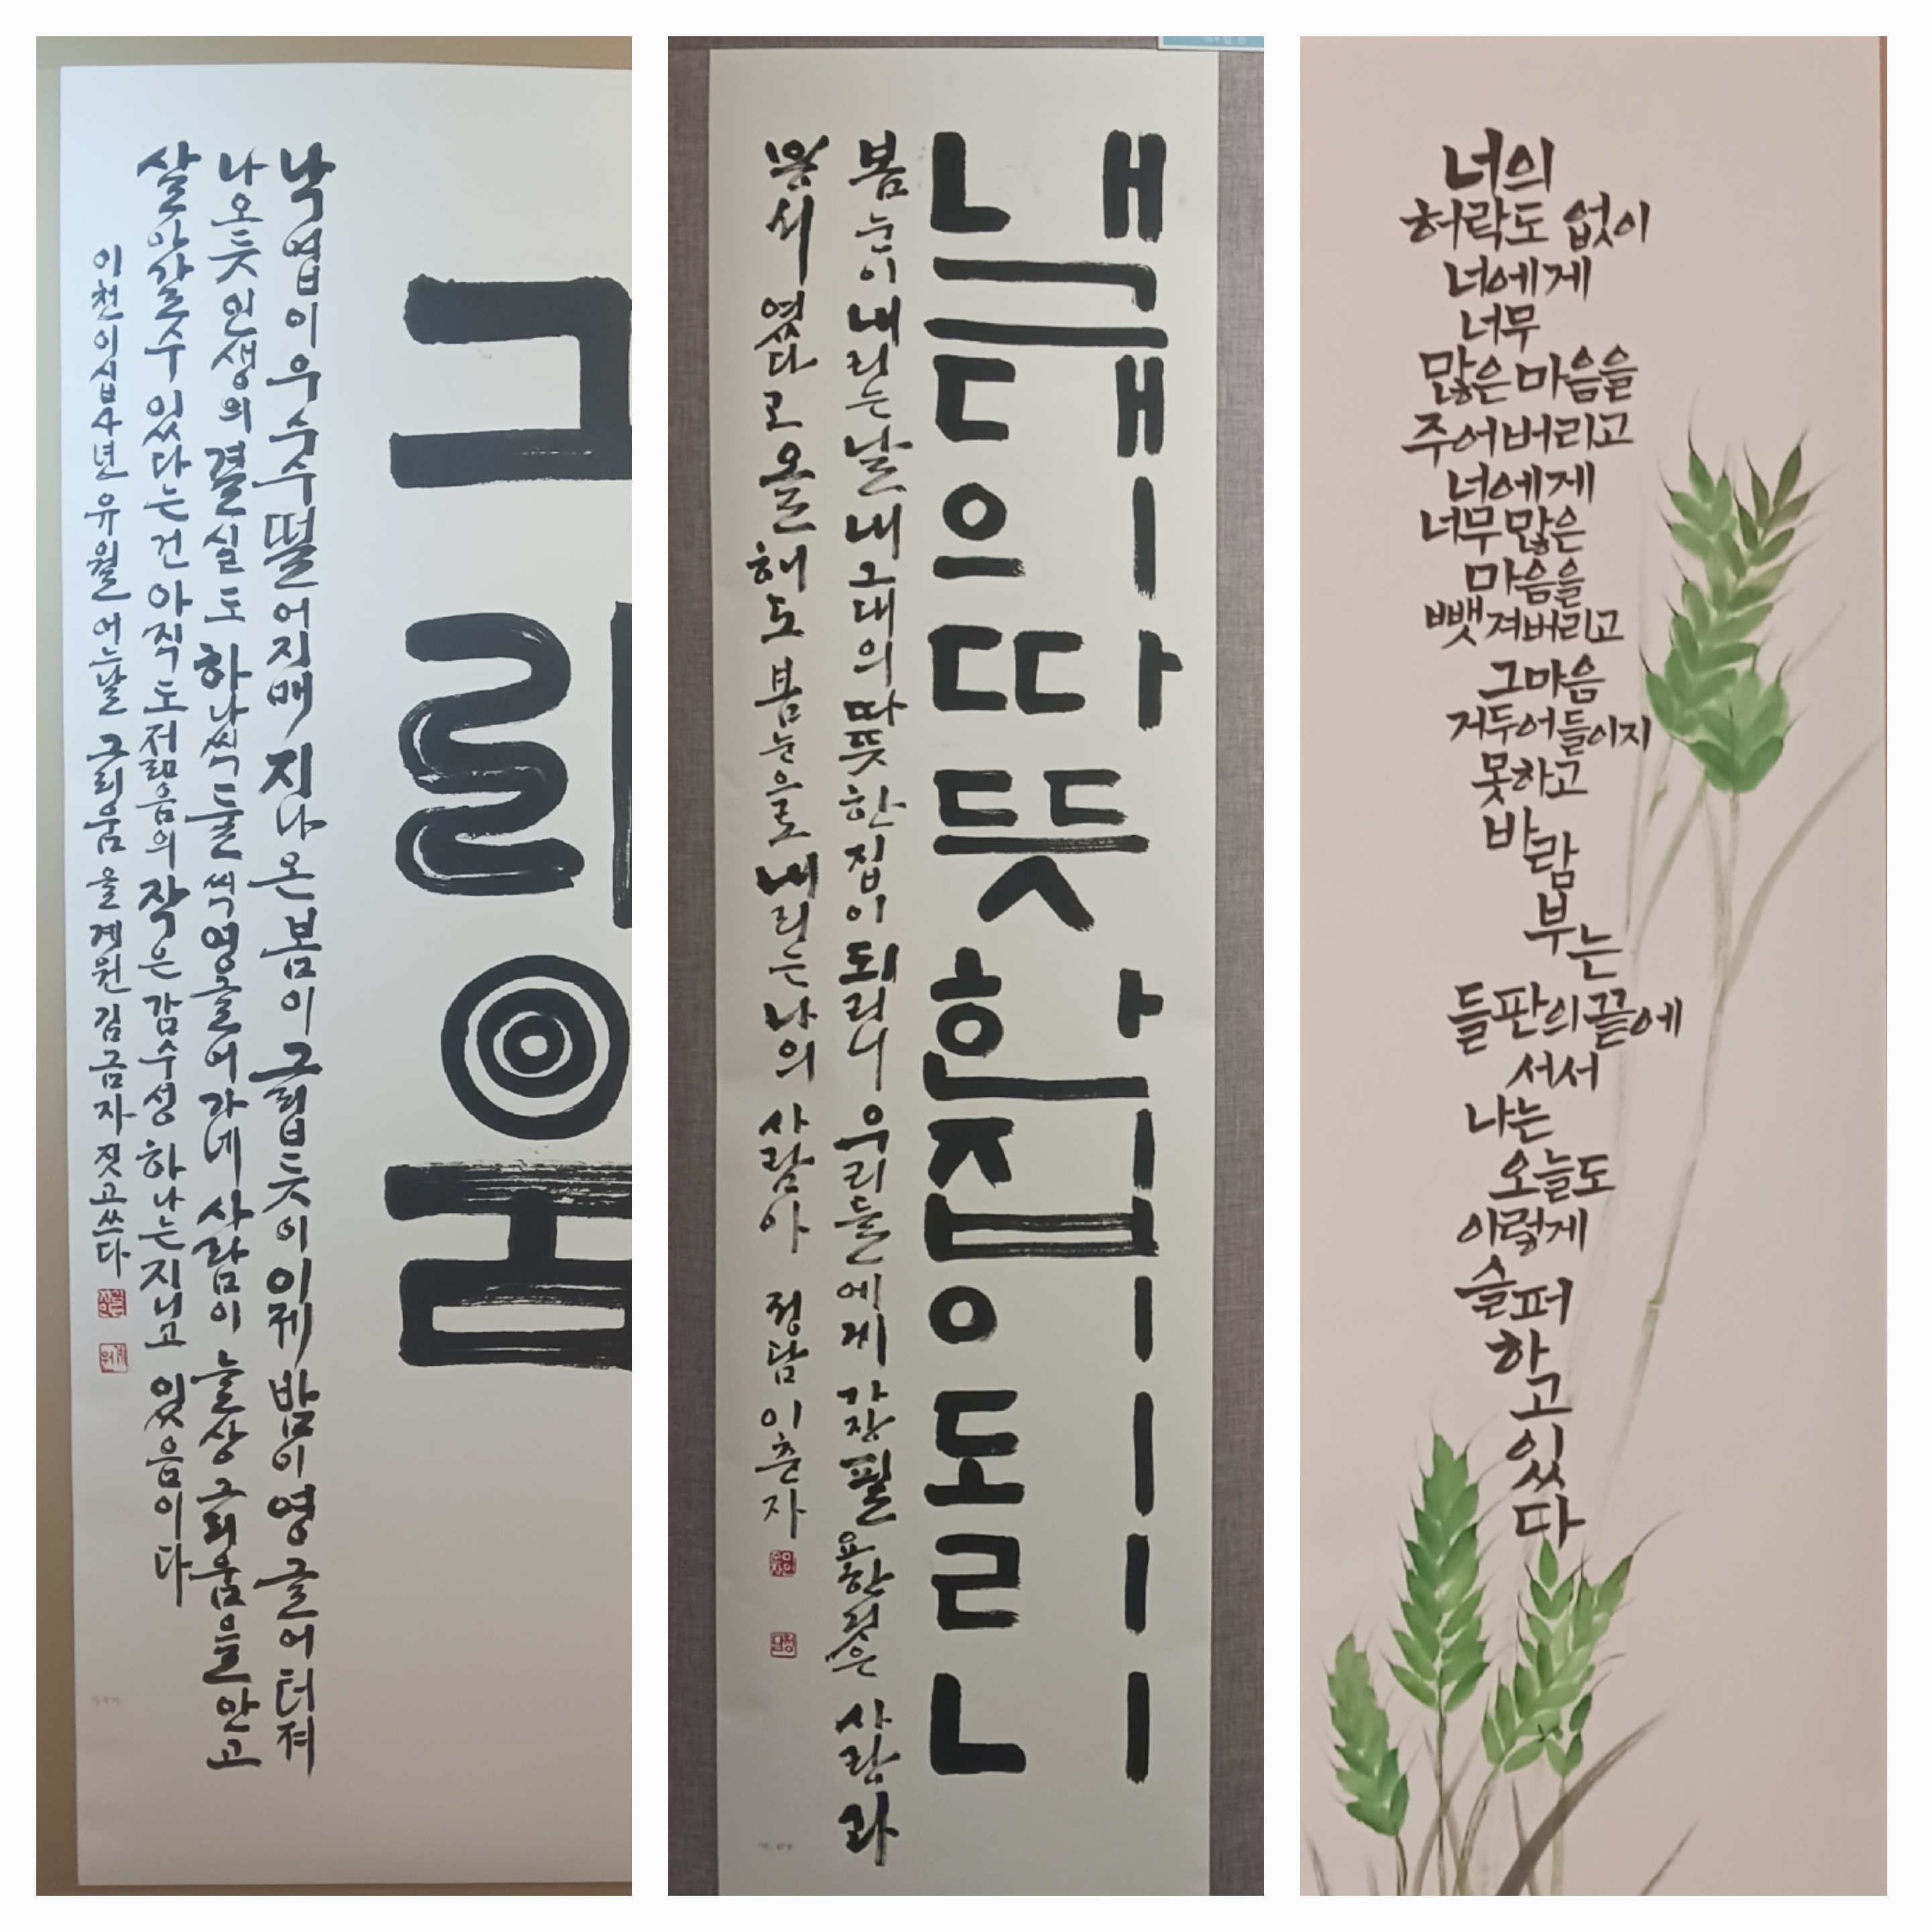 그리움
낙엽이 우수수 떨어지매 지나온 봄이 그립듯이 이제 밤이 영글어 터져
나오듯 인생의 결실도 하나씩 둘씩 영글어 가네 사람이 늘상 그리움을 안고
살아갈수 있다는건 아직도 젊음의 작은 감수성 하나는 지니고 있음이다
이천이십4년 유월 어느날 그리움을 계원 김금자 짓고쓰다
내 그대의 따뜻한 집이 되리니
봄눈이 내리는 날 내 그대의 따뜻한 집이 되리니 우리들에게 가장 필요한 것은 사랑과
용서였다고 올해도 봄눈으로 내리는 나의 사람아 정담 이춘자
너의
허락도 없이
너에게
너무
많은 마음을
주어버리고
너에게
너무 많은
마음을
뺏겨버리고
그 마음
거두어들이지
못하고
바람
부는
들판의 끝에
서서
나는
오늘도
이렇게
슬퍼
하고
있다